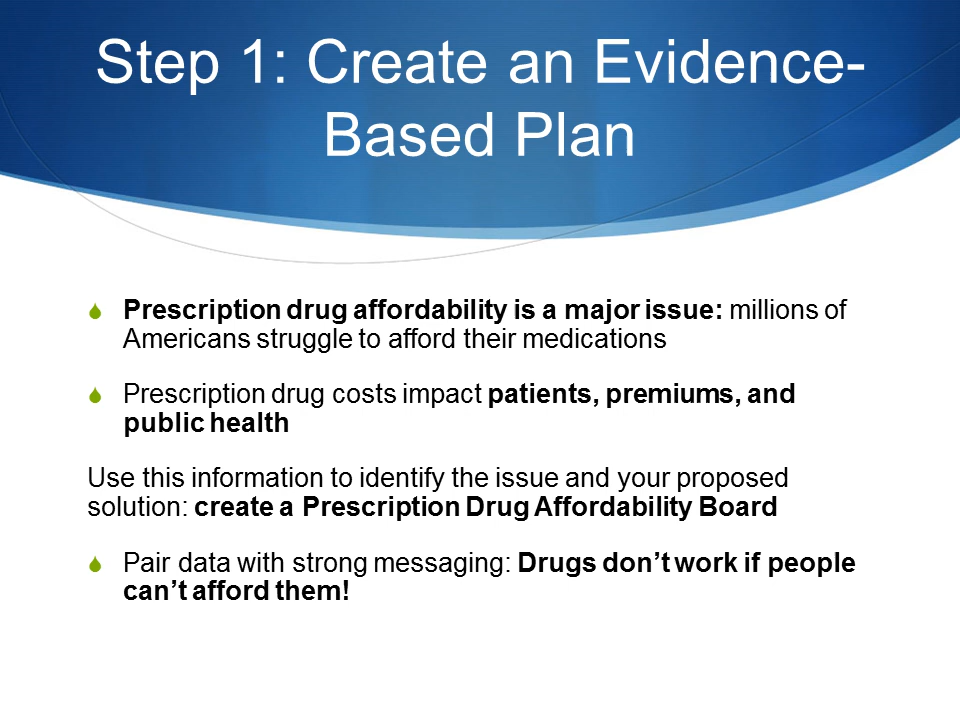 Step 1: Create an Evidence-
Based Plan
Prescription drug affordability is a major issue: millions of
Americans struggle to afford their medications
Prescription drug costs impact patients, premiums, and
public health
Use this information to identify the issue and your proposed
solution: create a Prescription Drug Affordability Board
Pair data with strong messaging: Drugs don’t work if people
can’t afford them!